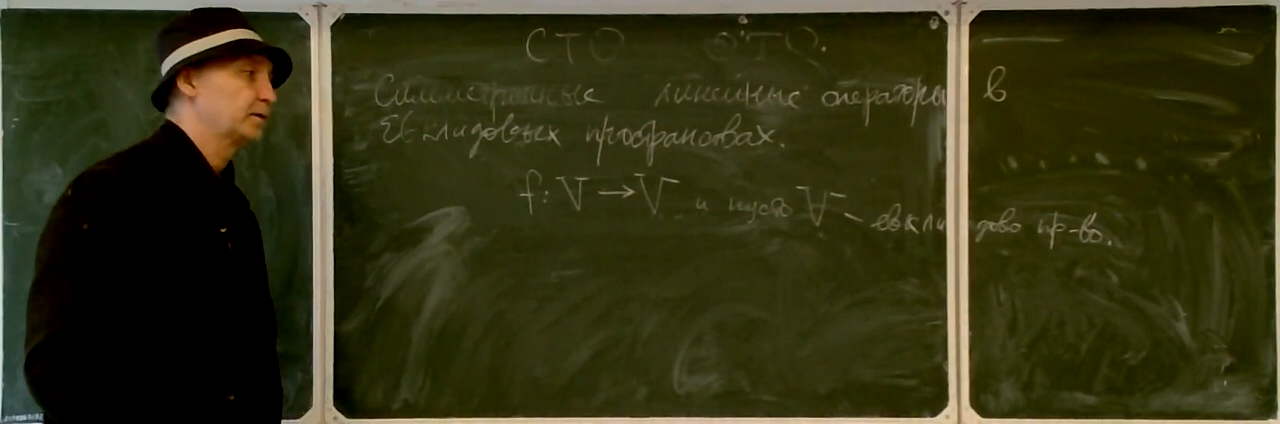 СТО ОТО.
Симметричные линейные операторы в
Евклидовых пространствах.
f: V → V и пусть V – евклидово пр-во.